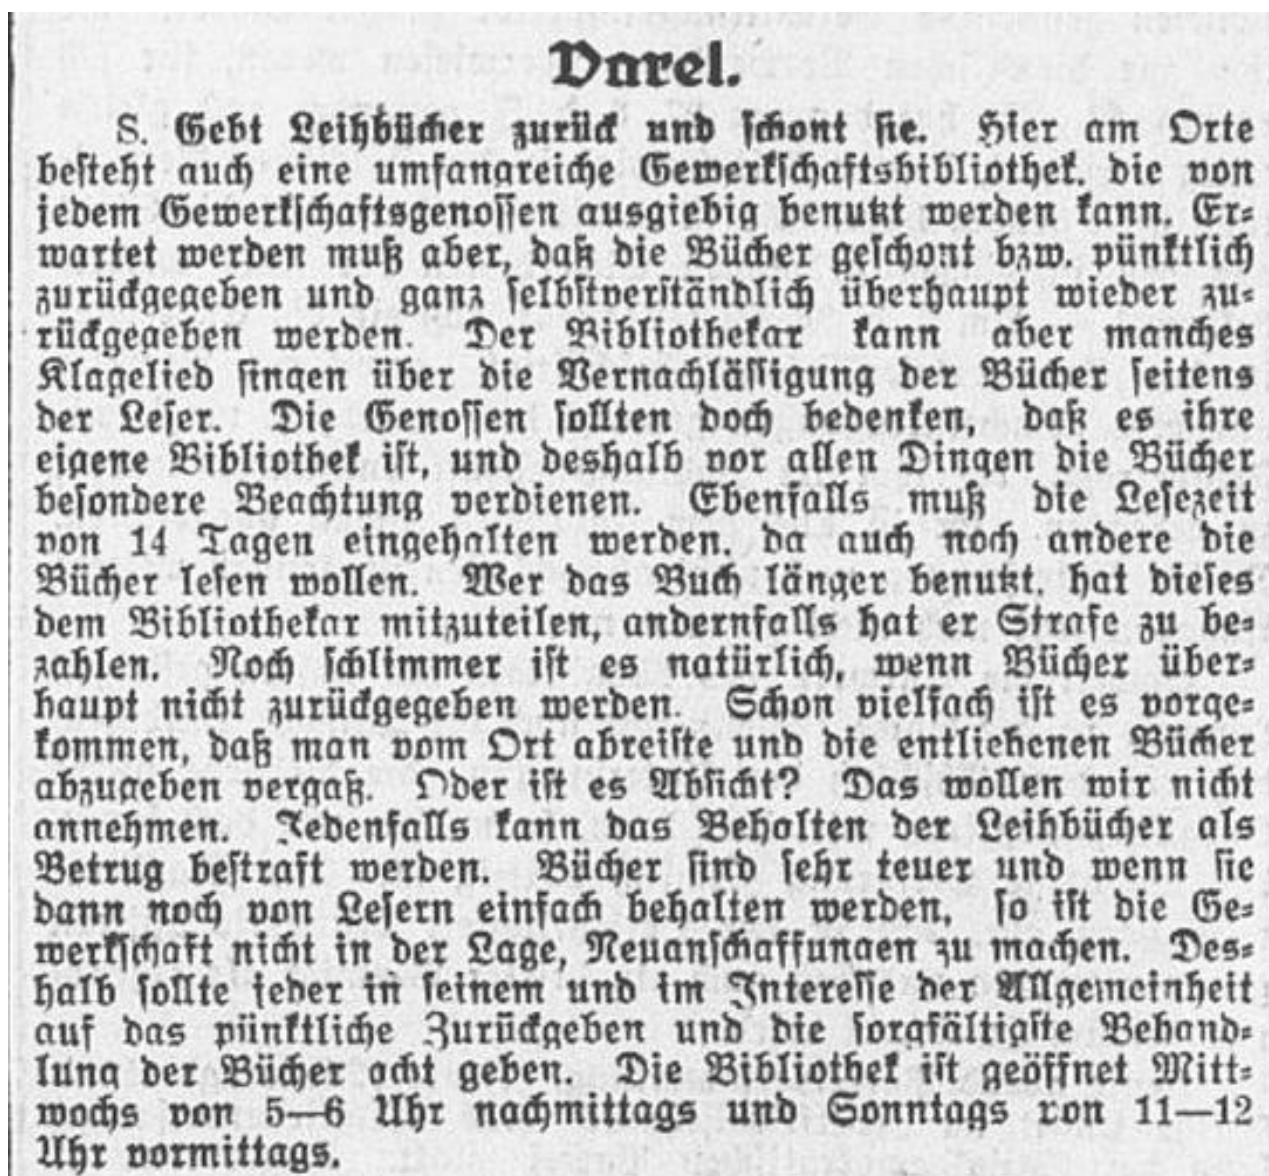 Varel.
S. Gebt Leihbücher zurück und schont sie. Hier am Orte
besteht auch eine umfangreiche Gewerkschaftsbibliothek, die von
jedem Gewerkschaftsgenossen ausgiebig benutzt werden kann. Er-
wartet werden muß aber, daß die Bücher geschont bzw. pünktlich
zurückgegeben und ganz selbstverständlich überhaupt wieder zu-
rückgegeben werden. Der Bibliothekar kann aber manches
Klagelied singen über die Vernachlässigung der Bücher seitens
der Leser. Die Genossen sollten doch bedenken, daß es ihre
eigene Bibliothek ist, und deshalb vor allen Dingen die Bücher
besondere Beachtung verdienen. Ebenfalls muß die Lesezeit
von 14 Tagen eingehalten werden, da auch noch andere die
Bücher lesen wollen. Wer das Buch länger benutzt, hat dieses
dem Bibliothekar mitzuteilen, andernfalls hat er Strafe zu be-
zahlen. Noch schlimmer ist es natürlich, wenn Bücher über-
haupt nicht zurückgegeben werden. Schon vielfach ist es vorge-
kommen, daß man vom Ort abreiste und die entliehenen Bücher
abzugeben vergaß. Oder ist es Absicht? Das wollen wir nicht
annehmen. Jedenfalls kann das Behalten der Leihbücher als
Betrug bestraft werden. Bücher sind sehr teuer und wenn sie
dann noch von Lesern einfach behalten werden, so ist die Ge-
werkschaft nicht in der Lage, Neuanschaffungen zu machen. Des-
halb sollte jeder in seinem und im Interesse der Allgemeinheit
auf das pünktliche Zurückgeben und die sorgfältigste Behand-
lung der Bücher acht geben. Die Bibliothek ist geöffnet Mitt-
wochs von 5—6 Uhr nachmittags und Sonntags von 11—12
Uhr vormittags.